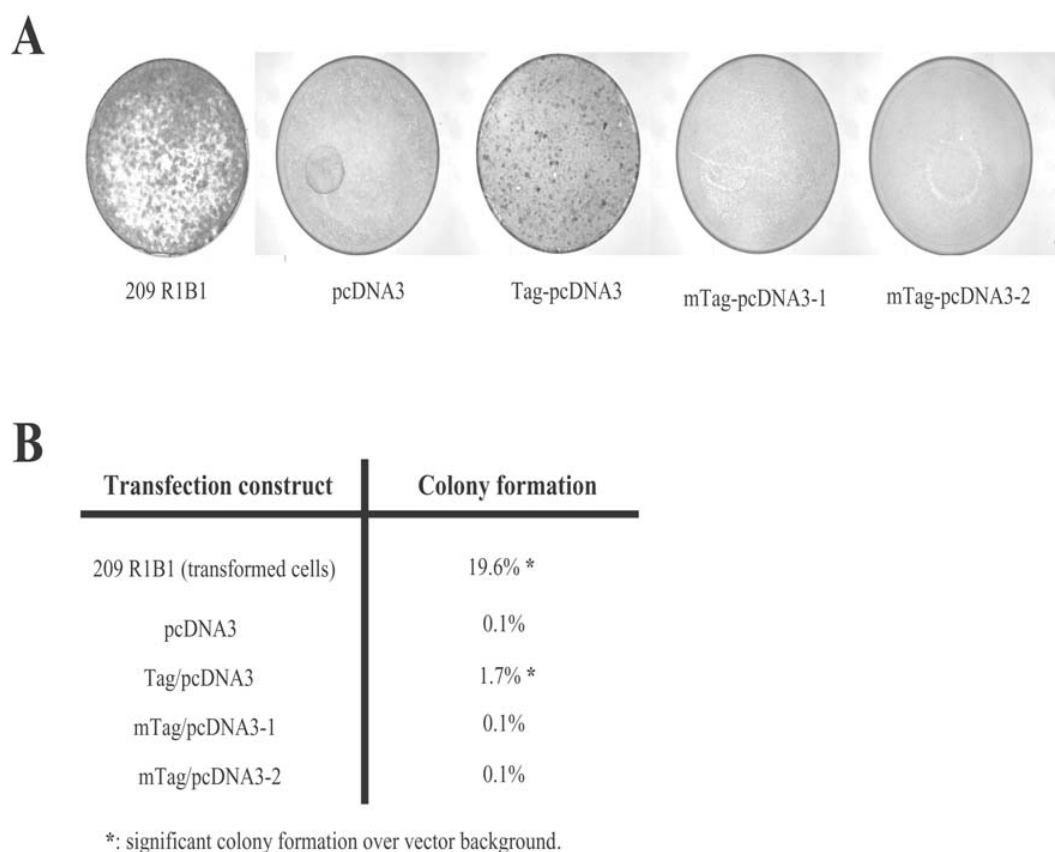 A
209 R1B1 pcDNA3 Tag-pcDNA3 mTag-pcDNA3-1 mTag-pcDNA3-2
B
Transfection construct Colony formation
209 R1B1 (transformed cells) 19.6% *
pcDNA3 0.1%
Tag/pcDNA3 1.7% *
mTag/pcDNA3-1 0.1%
mTag/pcDNA3-2 0.1%
*: significant colony formation over vector background.